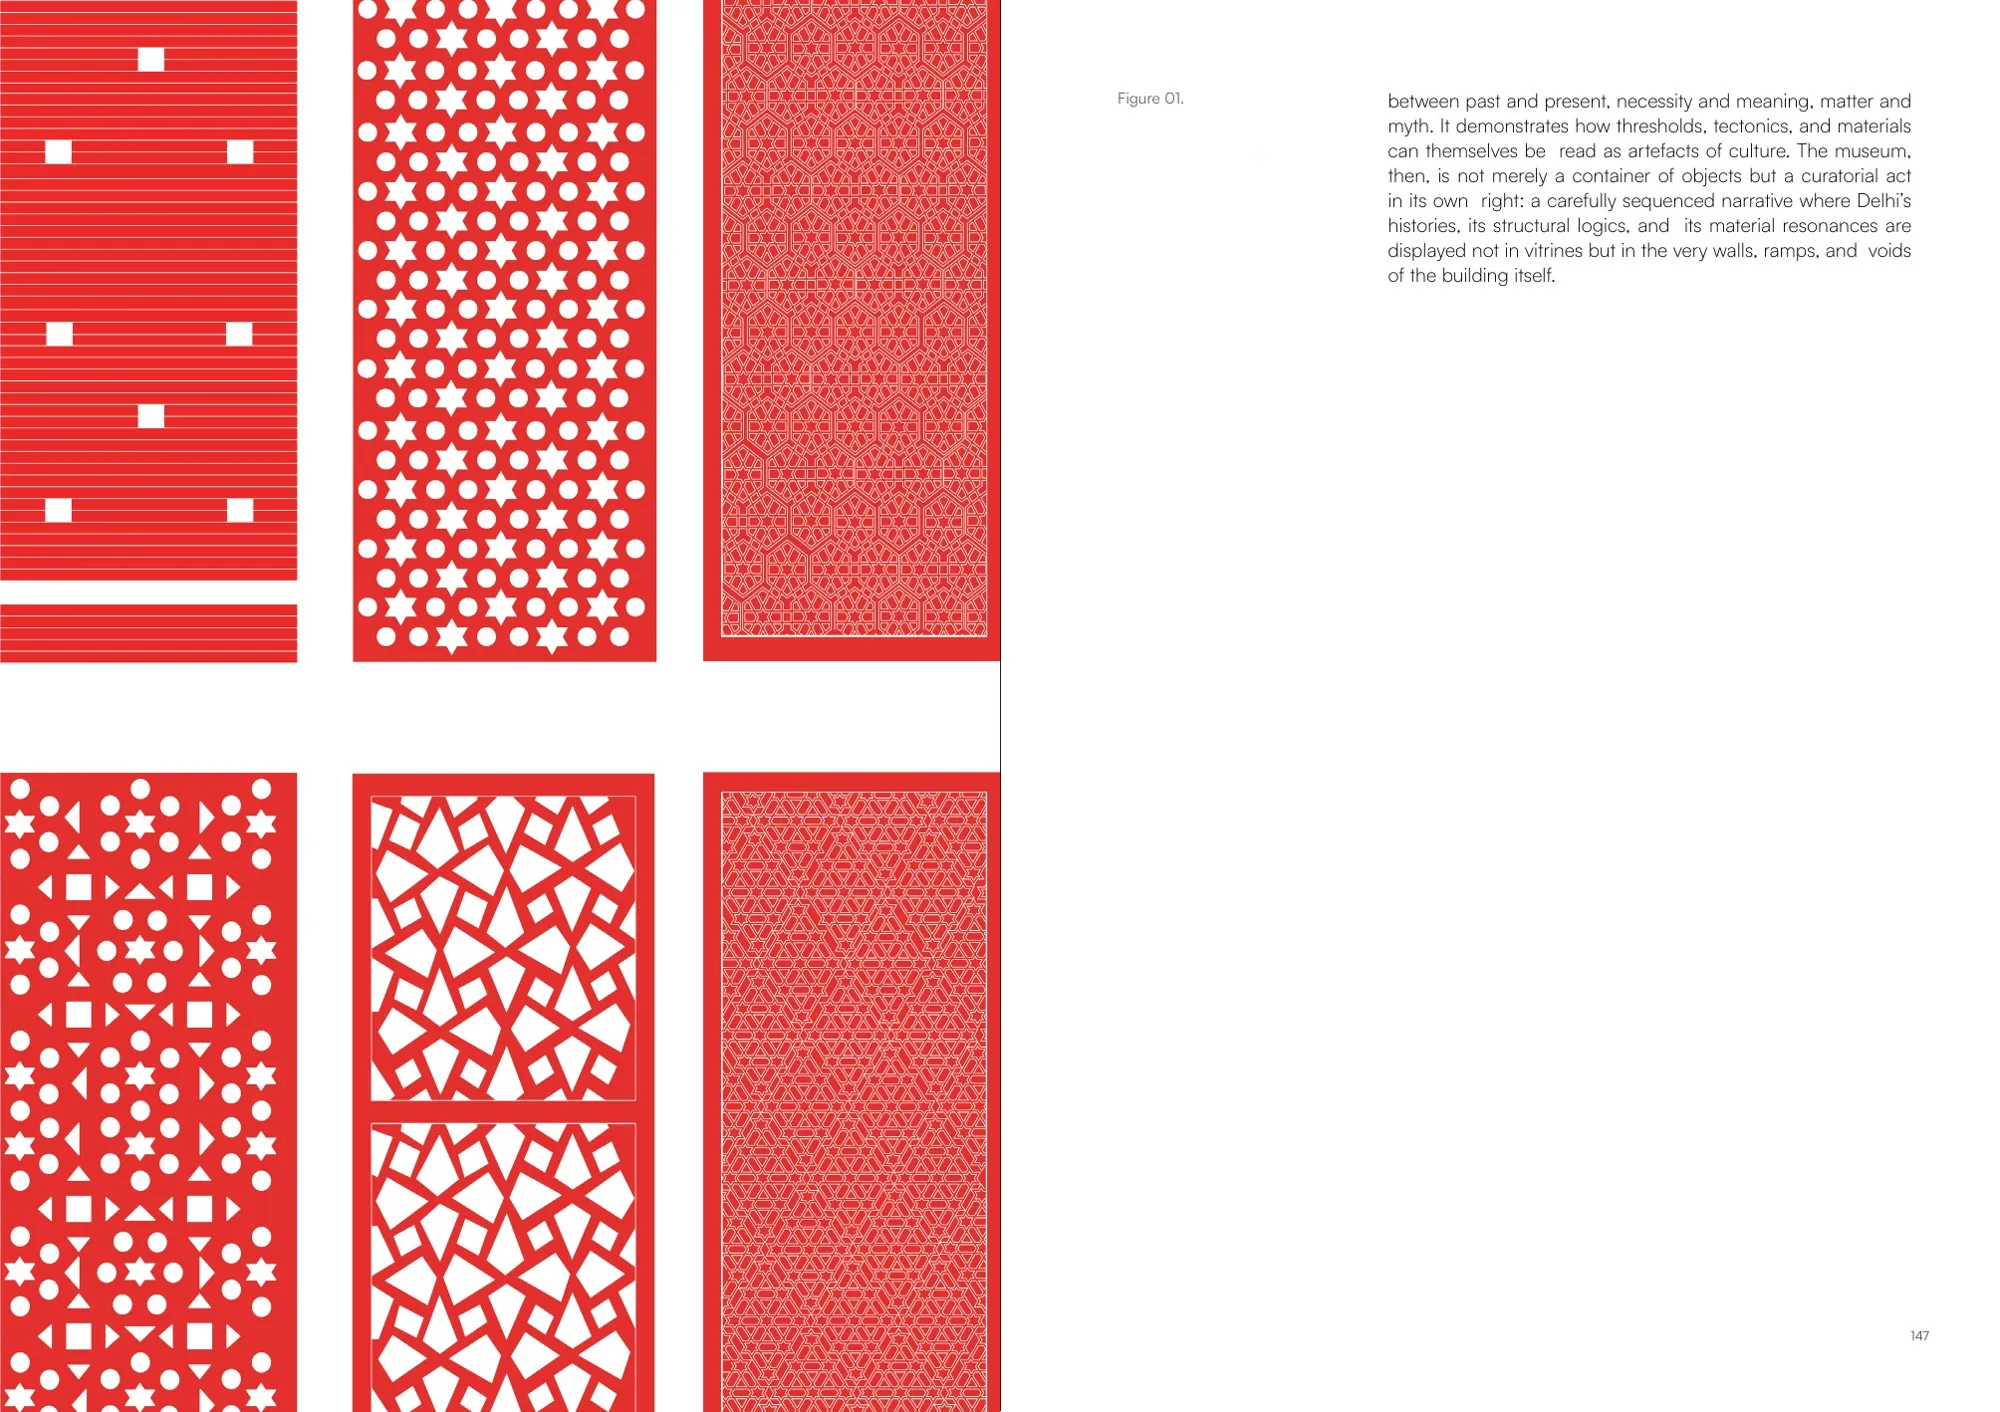 Figure 01.
between past and present, necessity and meaning, matter and
myth. It demonstrates how thresholds, tectonics, and materials
can themselves be  read as artefacts of culture. The museum,
then, is not merely a container of objects but a curatorial act
in its own  right: a carefully sequenced narrative where Delhi's
histories, its structural logics, and  its material resonances are
displayed not in vitrines but in the very walls, ramps, and  voids
of the building itself.
147